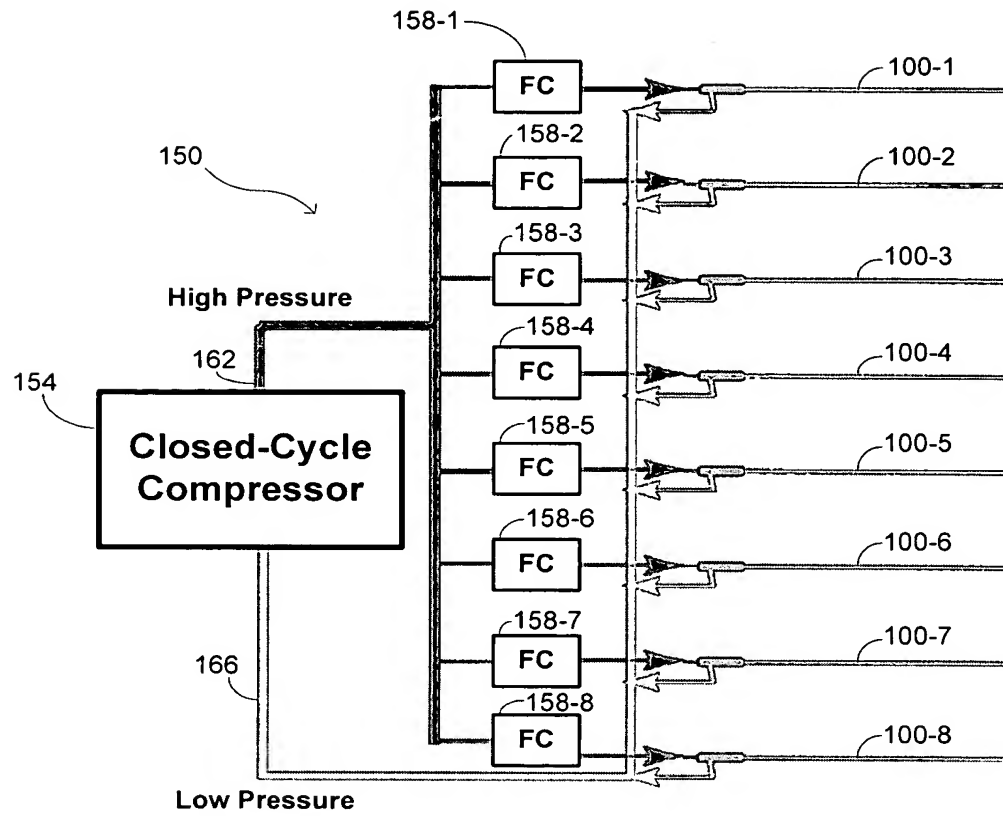 158-1
FC
100-1
158-2
FC
100-2
150
158-3
FC
100-3
High Pressure
158-4
FC
100-4
162
154
Closed-Cycle
Compressor
158-5
FC
100-5
158-6
FC
100-6
158-7
FC
100-7
166
158-8
FC
100-8
Low Pressure